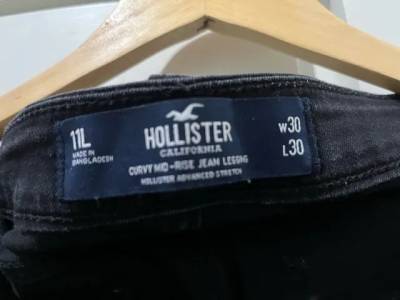 11L
MADE IN
BANGLADESH
HOLLISTER
CALIFORNIA
CURVY MID-RISE JEAN LEGGING
HOLLISTER ADVANCED STRETCH
W30
L30